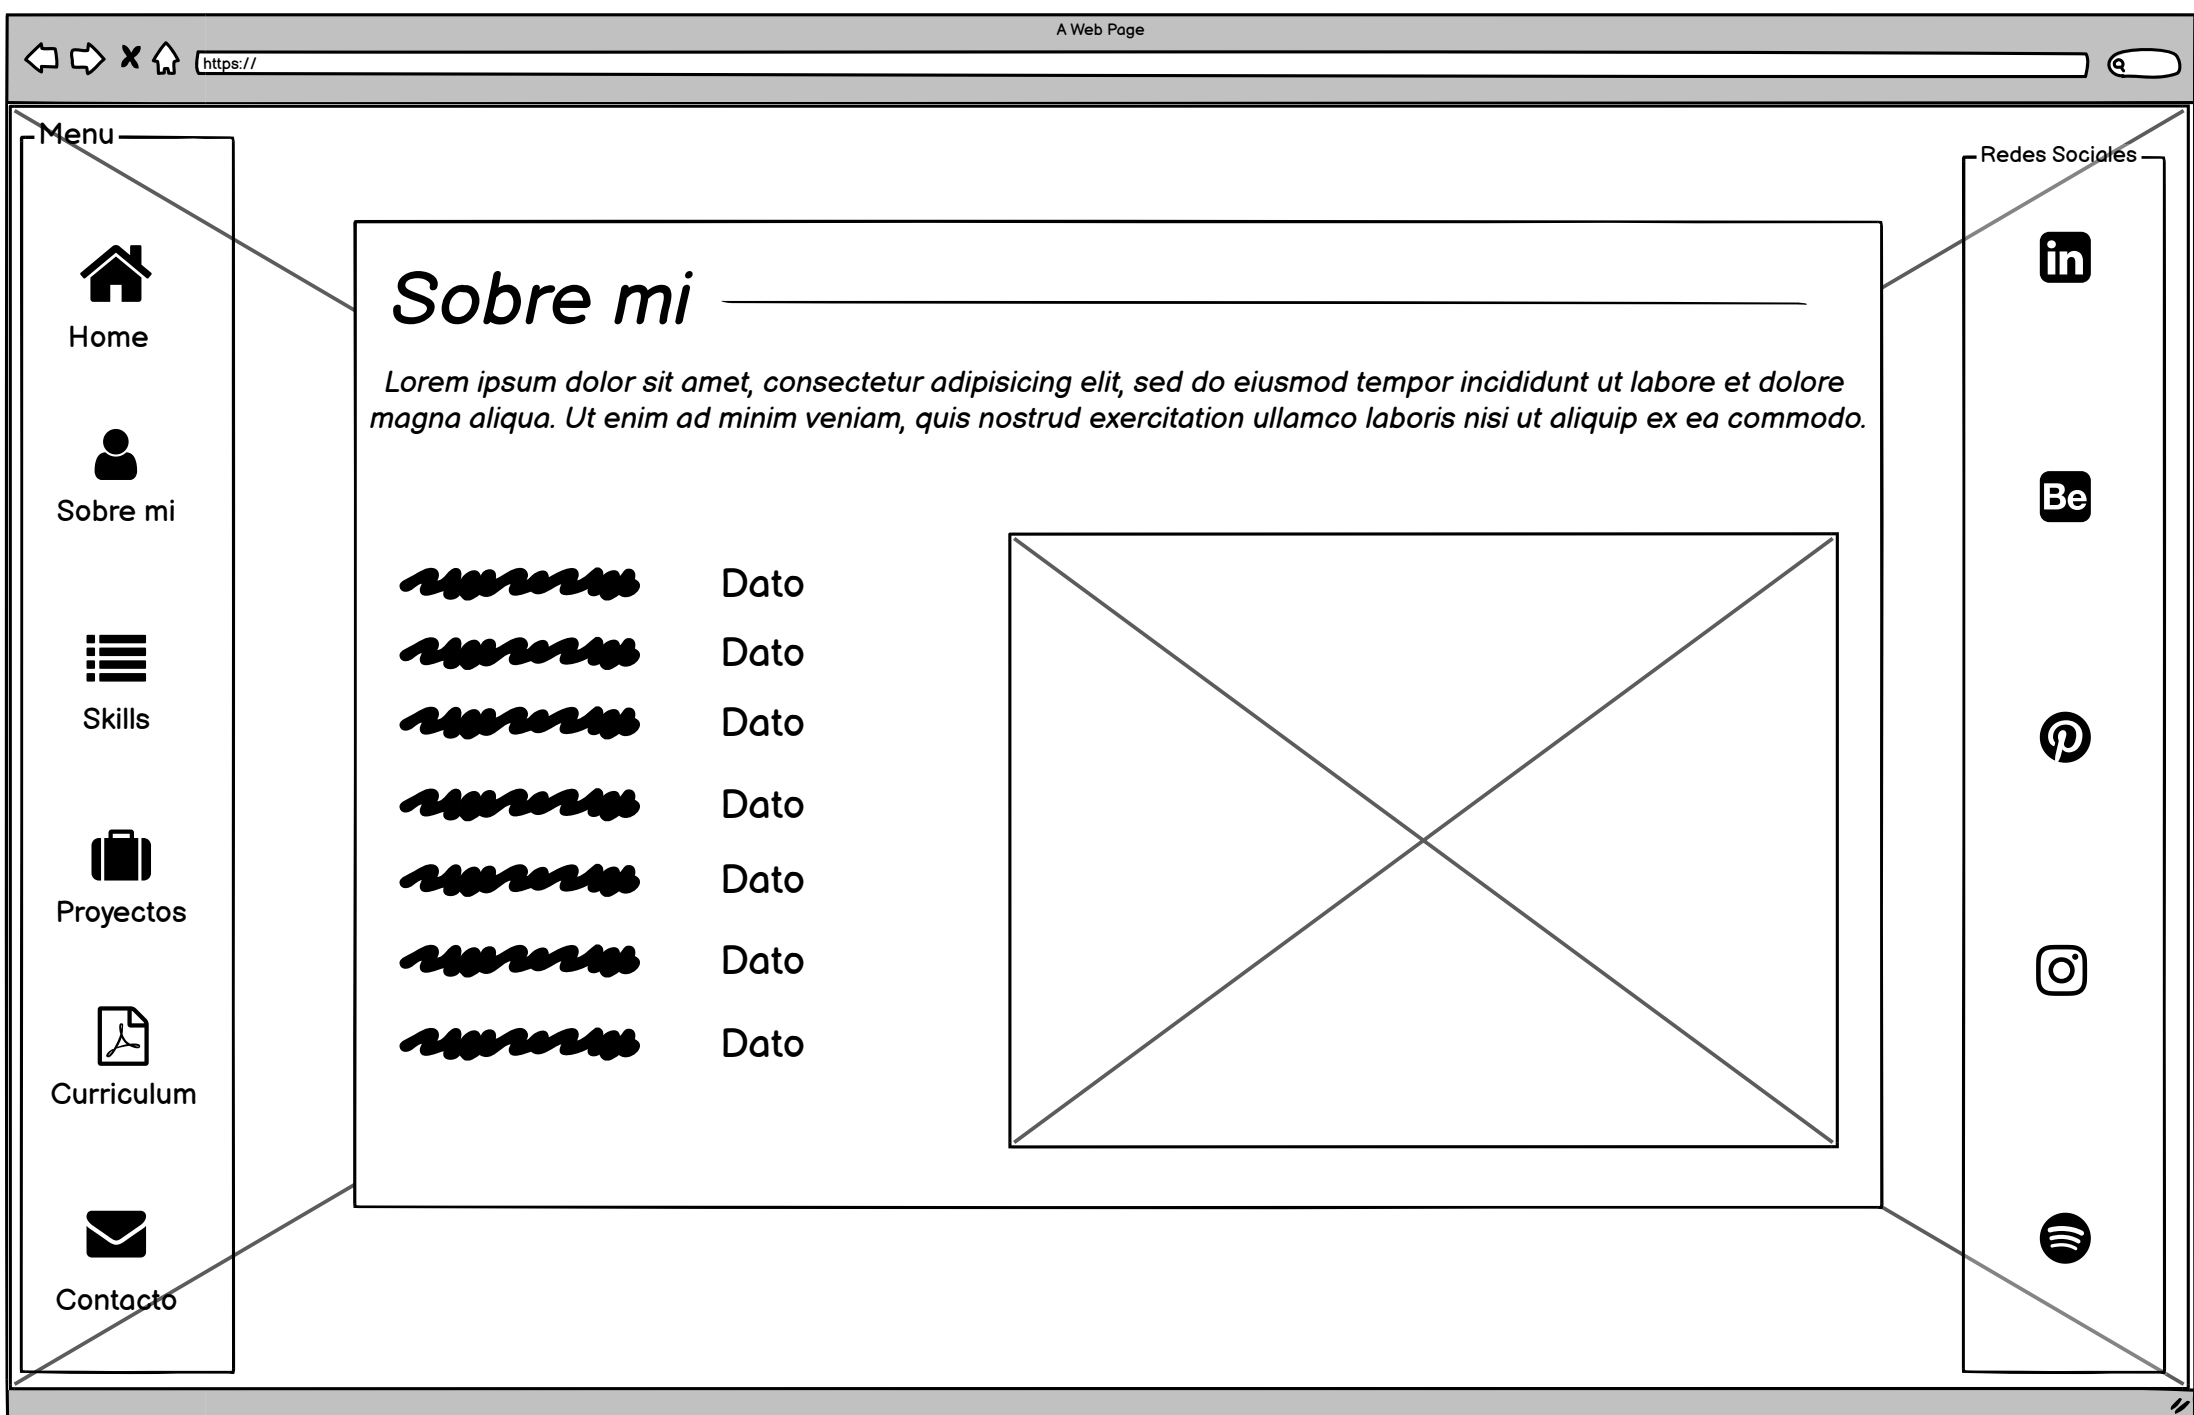 A Web Page
https://
Menu
Home
Sobre mi
Skills
Proyectos
Curriculum
Contacto
Sobre mi
Lorem ipsum dolor sit amet, consectetur adipisicing elit, sed do eiusmod tempor incididunt ut labore et dolore
magna aliqua. Ut enim ad minim veniam, quis nostrud exercitation ullamco laboris nisi ut aliquip ex ea commodo.
Dato
Dato
Dato
Dato
Dato
Dato
Dato
Redes Sociales
in
Be